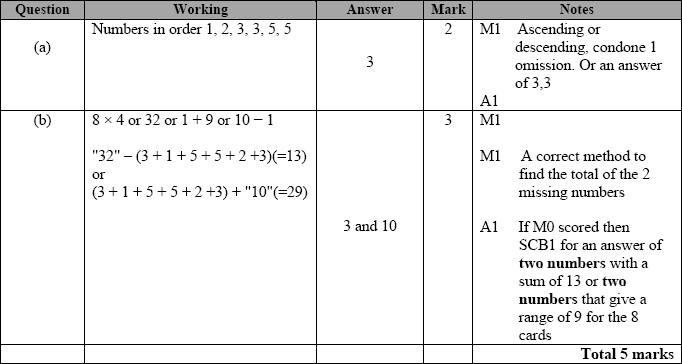 Question Working Answer Mark Notes
(a) Numbers in order 1, 2, 3, 3, 5, 5 3 2 M1 Ascending or
descending, condone 1
omission. Or an answer
of 3,3
A1
(b) 8 × 4 or 32 or 1 + 9 or 10 − 1 3 M1
"32" – (3 + 1 + 5 + 5 + 2 +3)(=13) M1 A correct method to
or find the total of the 2
(3 + 1 + 5 + 5 + 2 +3) + "10"(=29) missing numbers
3 and 10 A1 If M0 scored then
SCB1 for an answer of
two numbers with a
sum of 13 or two
numbers that give a
range of 9 for the 8
cards
Total 5 marks